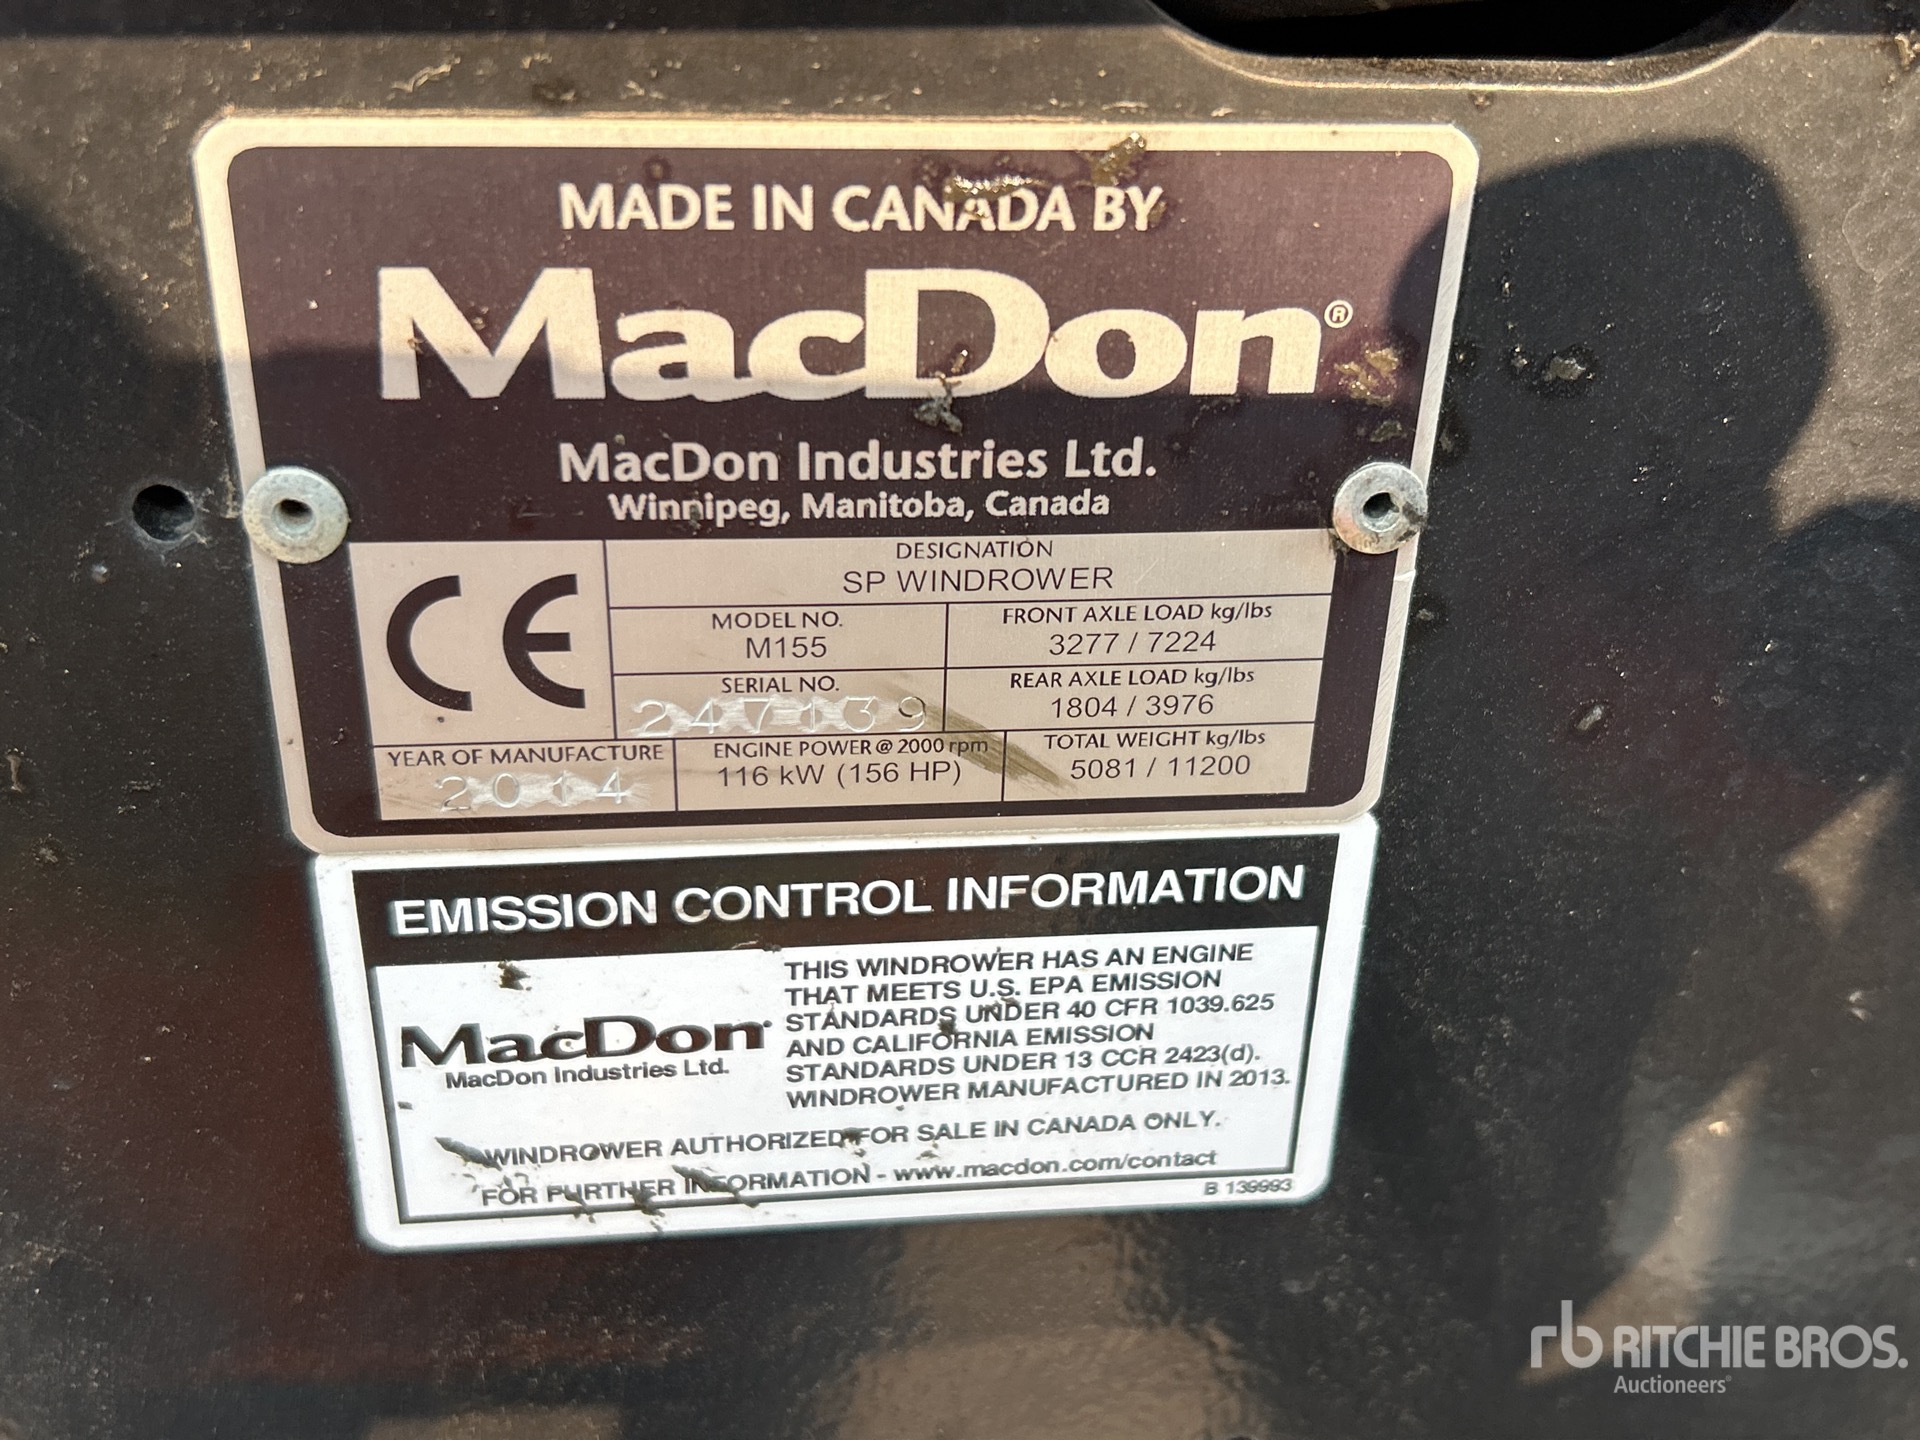 MADE IN CANADA BY
MacDon®
MacDon Industries Ltd.
Winnipeg, Manitoba, Canada
CE
DESIGNATION
SP WINDROWER
MODEL NO.
M155
FRONT AXLE LOAD kg/lbs
3277 / 7224
SERIAL NO.
247139
REAR AXLE LOAD kg/lbs
1804 / 3976
YEAR OF MANUFACTURE
2014
ENGINE POWER @ 2000 rpm
116 kW (156 HP)
TOTAL WEIGHT kg/lbs
5081 / 11200
EMISSION CONTROL INFORMATION
MacDon
MacDon Industries Ltd.
THIS WINDROWER HAS AN ENGINE
THAT MEETS U.S. EPA EMISSION
STANDARDS UNDER 40 CFR 1039.625
AND CALIFORNIA EMISSION
STANDARDS UNDER 13 CCR 2423(d).
WINDROWER MANUFACTURED IN 2013.
WINDROWER AUTHORIZED FOR SALE IN CANADA ONLY.
FOR FURTHER INFORMATION - www.macdon.com/contact
B 139993
rb RITCHIE BROS.
Auctioneers